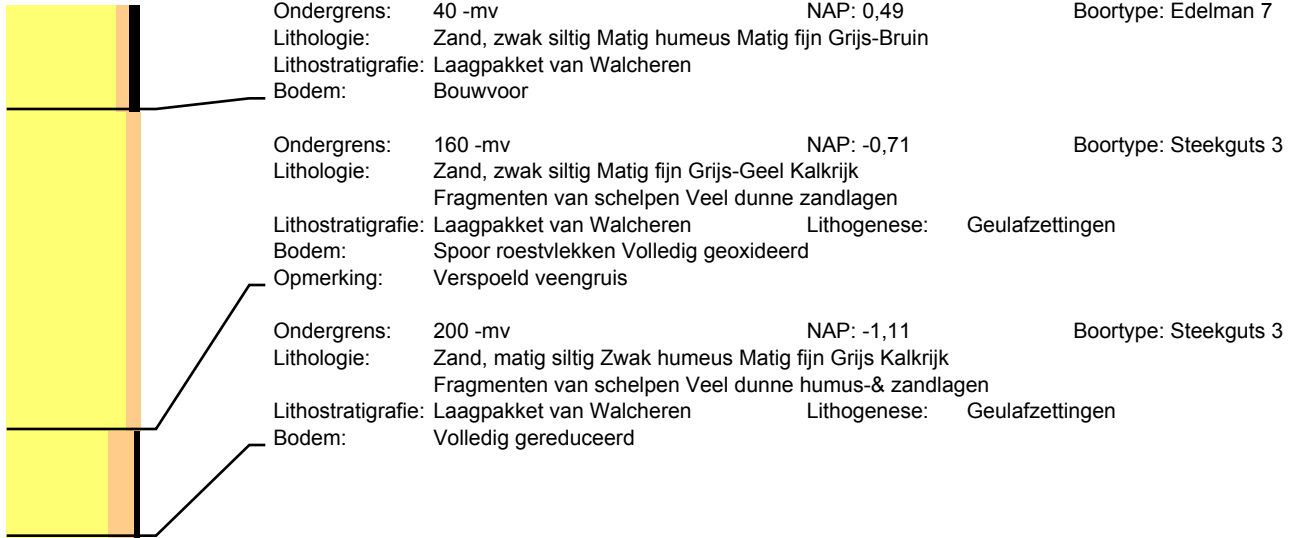 Ondergrens: 40 -mv NAP: 0,49 Boortype: Edelman 7
Lithologie: Zand, zwak siltig Matig humeus Matig fijn Grijs-Bruin
Lithostratigrafie: Laagpakket van Walcheren
Bodem: Bouwvoor
Ondergrens: 160 -mv NAP: -0,71 Boortype: Steekguts 3
Lithologie: Zand, zwak siltig Matig fijn Grijs-Geel Kalkrijk
Fragmenten van schelpen Veel dunne zandlagen
Lithostratigrafie: Laagpakket van Walcheren Lithogenese: Geulafzettingen
Bodem: Spoor roestvlekken Volledig geoxideerd
Opmerking: Verspoeld veengruis
Ondergrens: 200 -mv NAP: -1,11 Boortype: Steekguts 3
Lithologie: Zand, matig siltig Zwak humeus Matig fijn Grijs Kalkrijk
Fragmenten van schelpen Veel dunne humus-& zandlagen
Lithostratigrafie: Laagpakket van Walcheren Lithogenese: Geulafzettingen
Bodem: Volledig gereduceerd